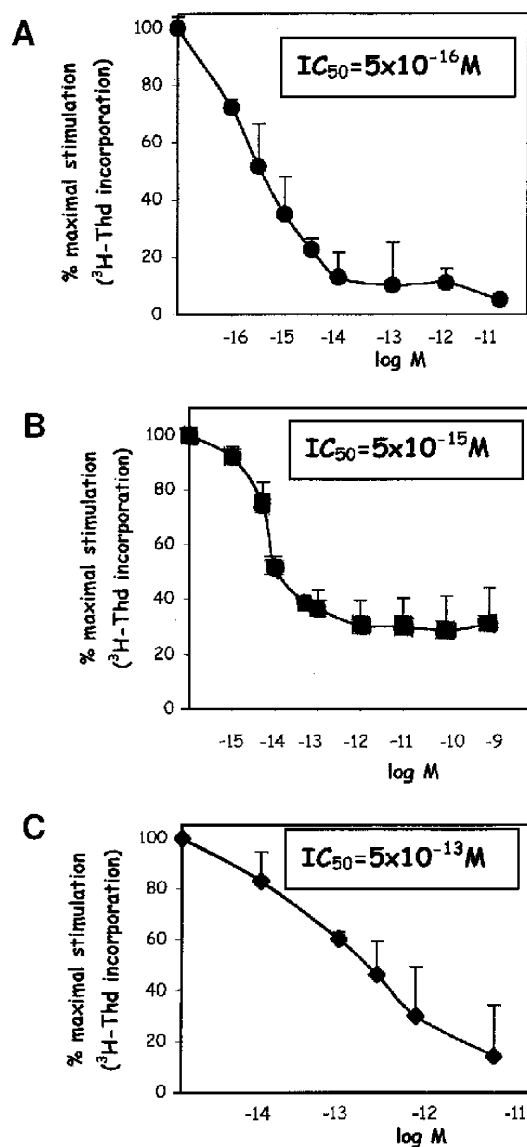 A
IC₅₀=5x10⁻¹⁶M
% maximal stimulation
(³H-Thd incorporation)
100
80
60
40
20
0
-16 -15 -14 -13 -12 -11
log M
B
IC₅₀=5x10⁻¹⁵M
% maximal stimulation
(³H-Thd incorporation)
100
80
60
40
20
0
-15 -14 -13 -12 -11 -10 -9
log M
C
IC₅₀=5x10⁻¹³M
% maximal stimulation
(³H-Thd incorporation)
100
80
60
40
20
0
-14 -13 -12 -11
log M